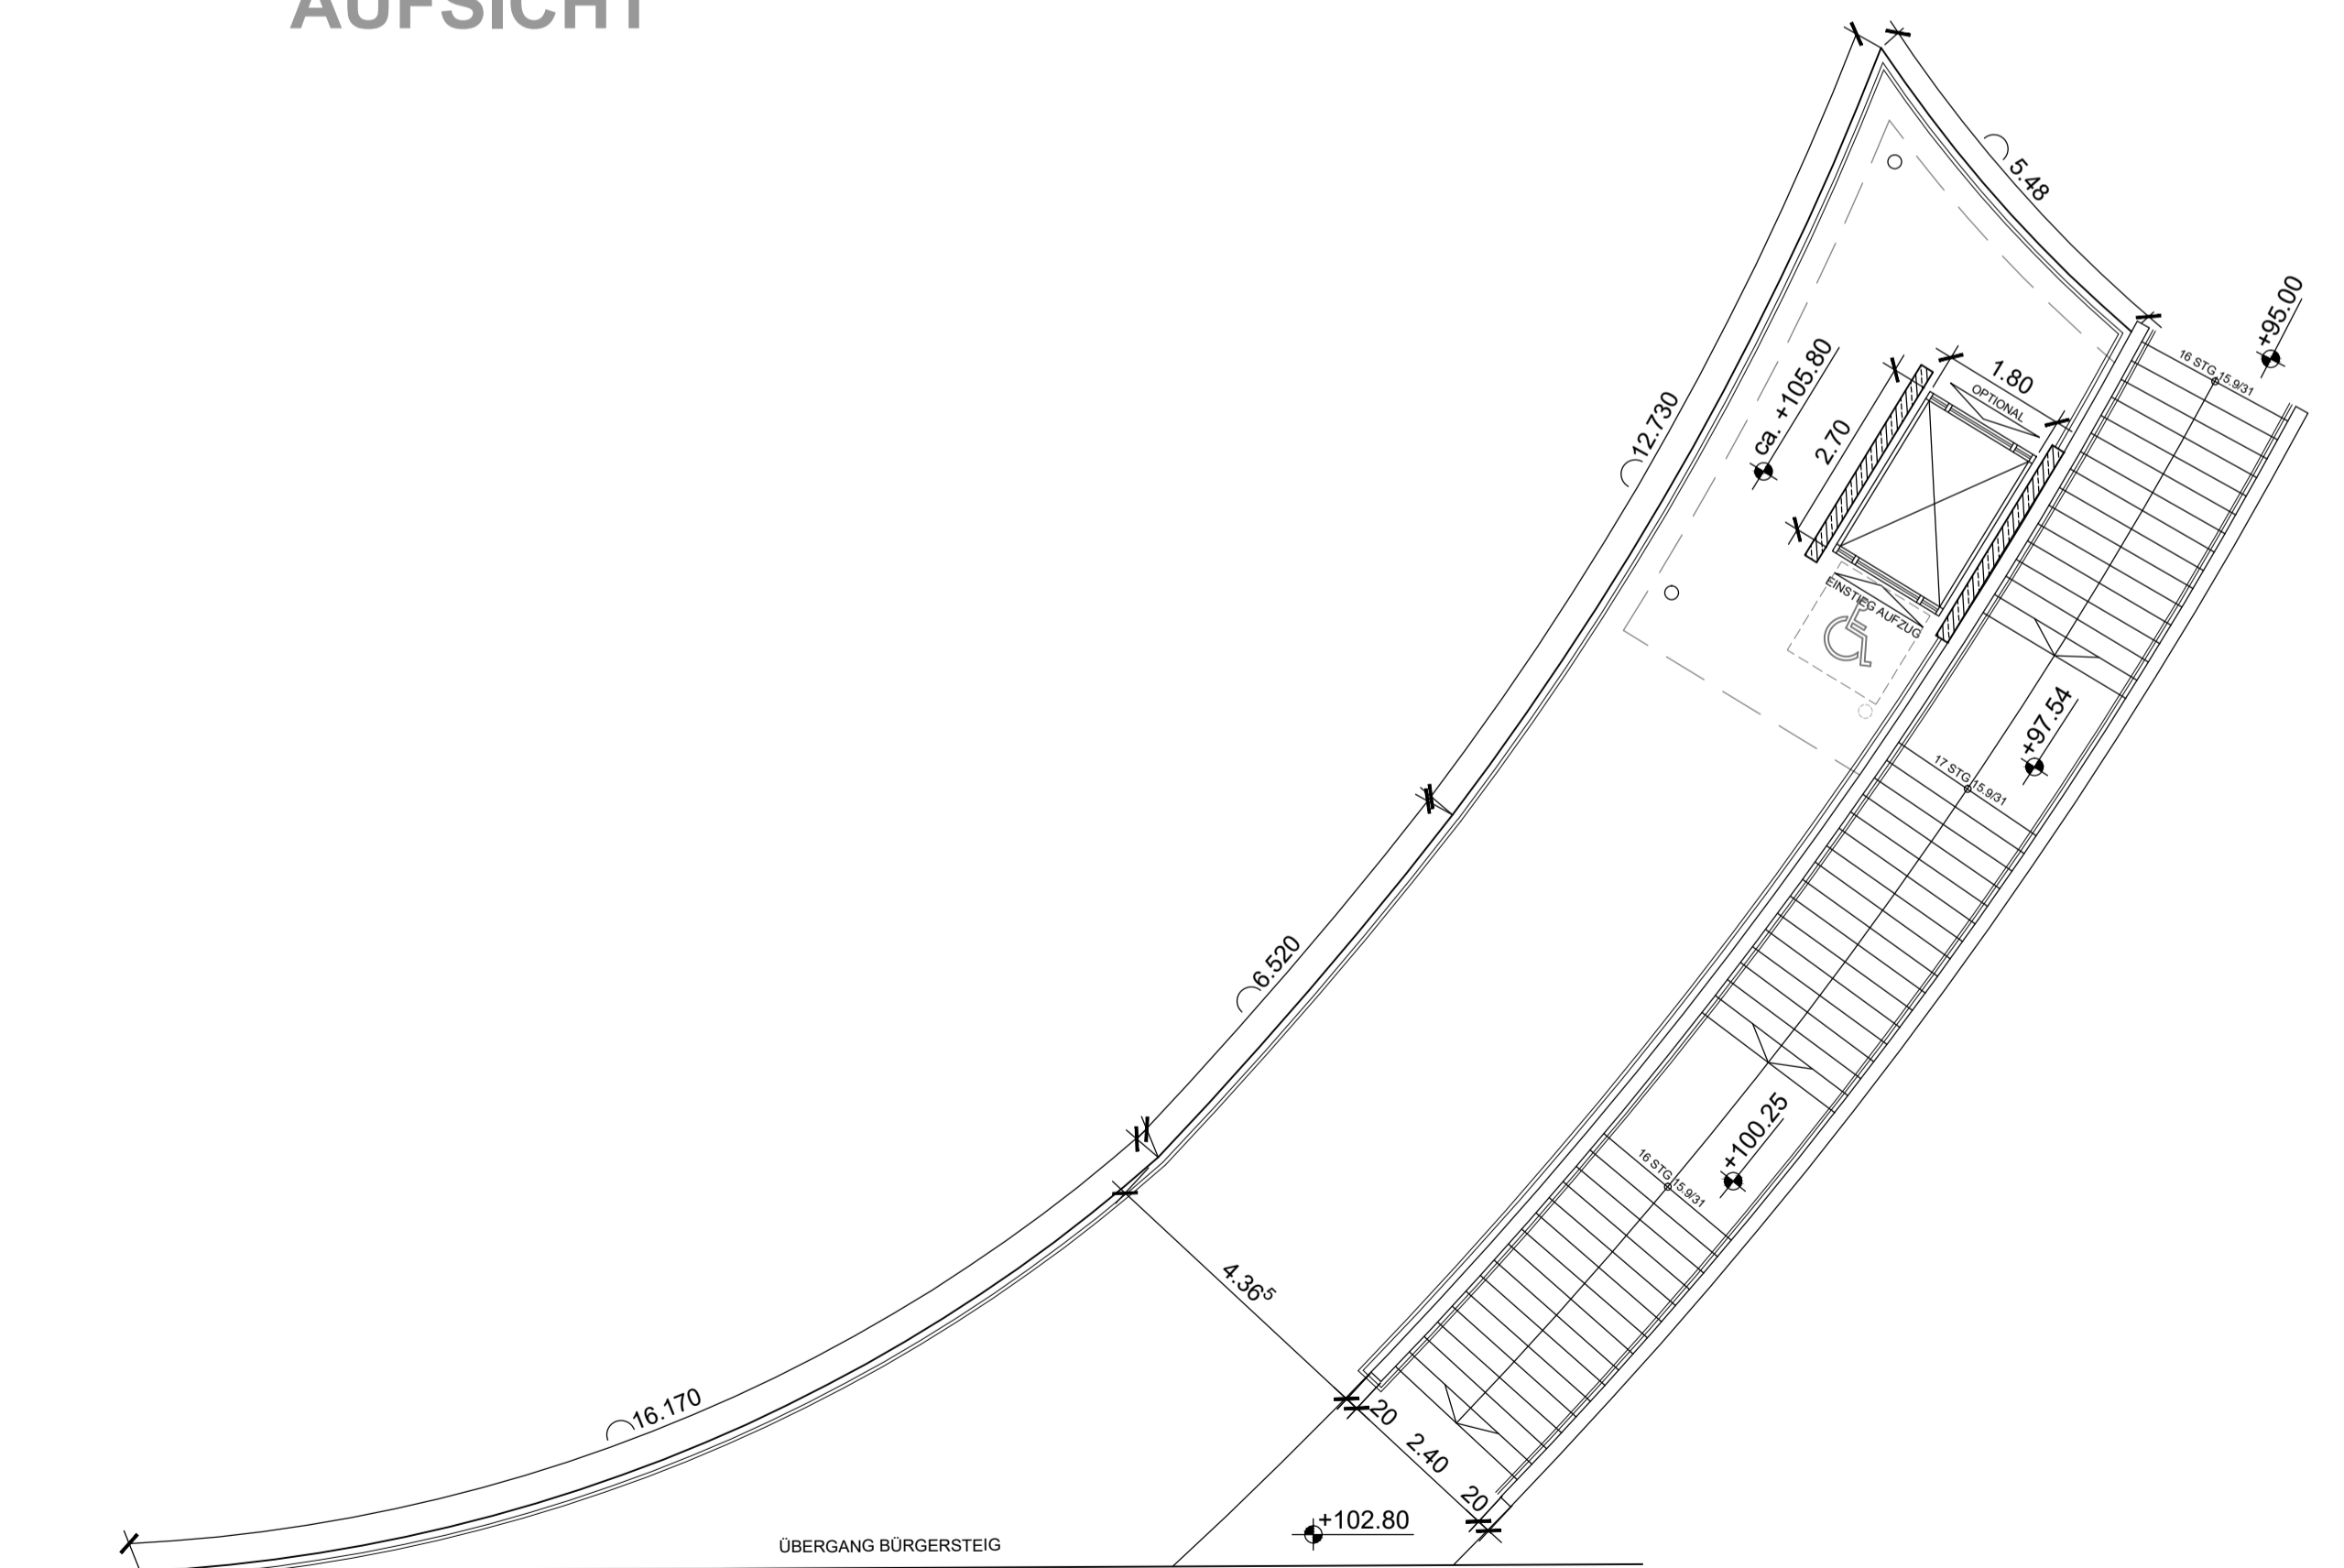 AUFSICHT
5.48
+95.00
16 STG 15.9/31
1.80
OPTIONAL
ca. +105.80
2.70
12.730
EINSTIEG AUFZUG
+97.54
17 STG 15.9/31
6.520
+100.25
16 STG 15.9/31
4.36⁵
16.170
20
2.40
20
+102.80
ÜBERGANG BÜRGERSTEIG